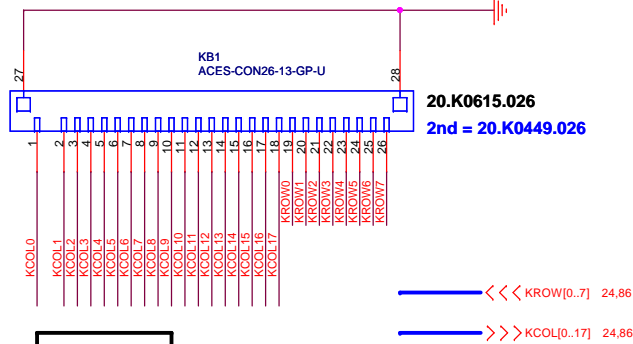 KB1
ACES-CON26-13-GP-U
27
28
20.K0615.026
2nd = 20.K0449.026
1
2
3
4
5
6
7
8
9
10
11
12
13
14
15
16
17
18
19
20
21
22
23
24
25
26
KCOL0
KCOL1
KCOL2
KCOL3
KCOL4
KCOL5
KCOL6
KCOL7
KCOL8
KCOL9
KCOL10
KCOL11
KCOL12
KCOL13
KCOL14
KCOL15
KCOL16
KCOL17
KROW0
KROW1
KROW2
KROW3
KROW4
KROW5
KROW6
KROW7
KROW[0..7] 24,86
KCOL[0..17] 24,86